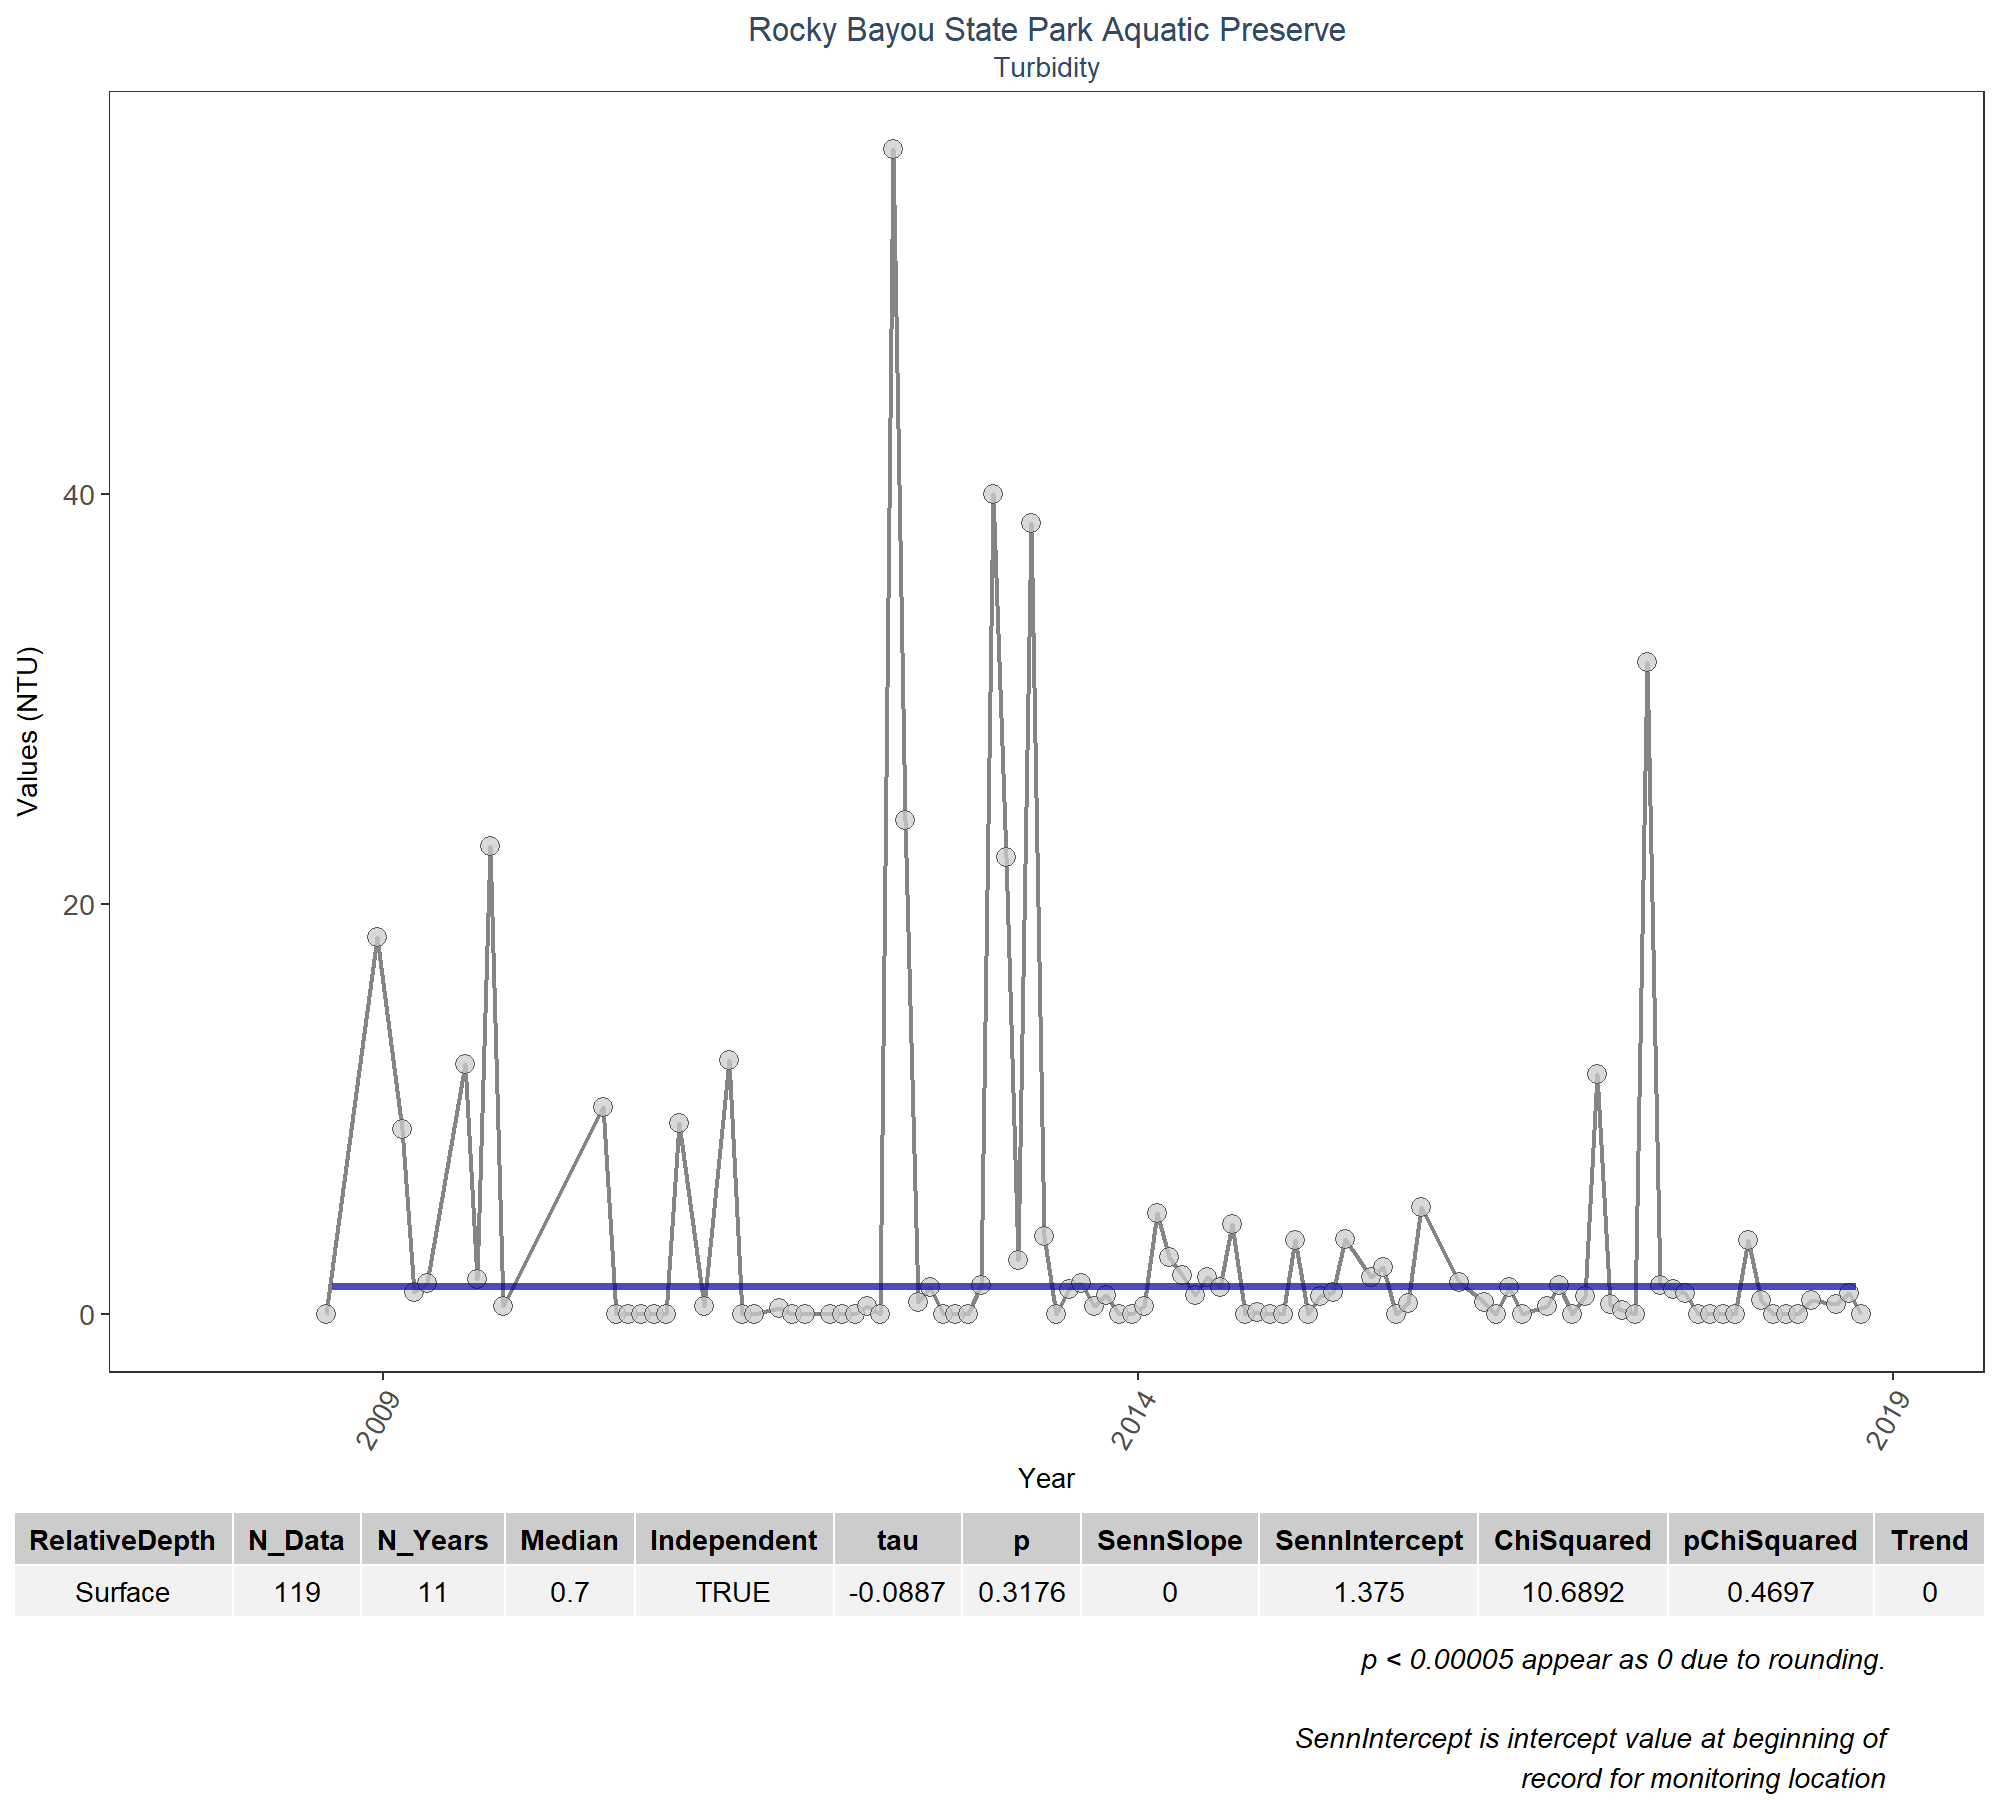 Rocky Bayou State Park Aquatic Preserve
Turbidity
Values (NTU)
40
20
0
2009
2014
2019
Year
RelativeDepth N_Data N_Years Median Independent tau p SennSlope SennIntercept ChiSquared pChiSquared Trend
Surface 119 11 0.7 TRUE -0.0887 0.3176 0 1.375 10.6892 0.4697 0
p < 0.00005 appear as 0 due to rounding.
SennIntercept is intercept value at beginning of
record for monitoring location